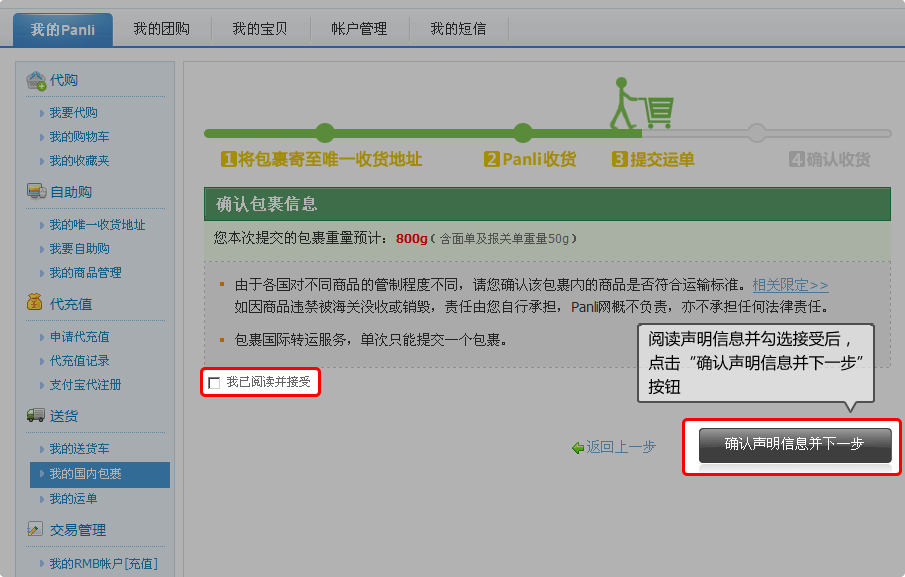 我的Panli 我的团购 我的宝贝 帐户管理 我的短信
代购
我要代购
我的购物车
我的收藏夹
自助购
我的唯一收货地址
我要自助购
我的商品管理
代充值
申请代充值
代充值记录
支付宝代注册
送货
我的送货车
我的国内包裹
我的运单
交易管理
我的RMB帐户[充值]
1将包裹寄至唯一收货地址 2Panli收货 3提交运单 4确认收货
确认包裹信息
您本次提交的包裹重量预计：800g（含面单及报关单重量50g）
由于各国对不同商品的管制程度不同，请您确认该包裹内的商品是否符合运输标准。相关限定>>
如因商品违禁被海关没收或销毁，责任由您自行承担，Panli网概不负责，亦不承担任何法律责任。
包裹国际转运服务，单次只能提交一个包裹。
我已阅读并接受
阅读声明信息并勾选接受后，
点击“确认声明信息并下一步”
按钮
返回上一步 确认声明信息并下一步